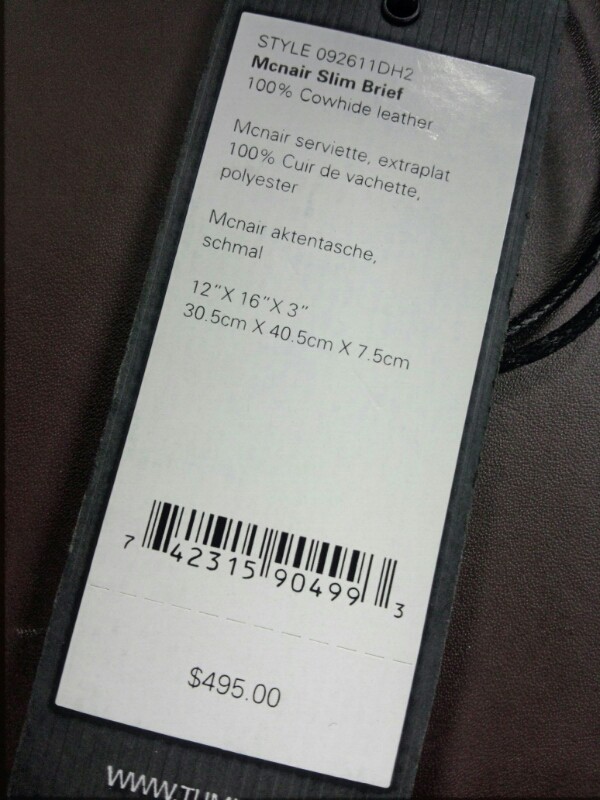 STYLE 092611DH2
Mcnair Slim Brief
100% Cowhide leather
Mcnair serviette, extraplat
100% Cuir de vachette,
polyester
Mcnair aktentasche,
schmal
12”X 16”X 3”
30.5cm X 40.5cm X 7.5cm
7 42315 90499 3
$495.00